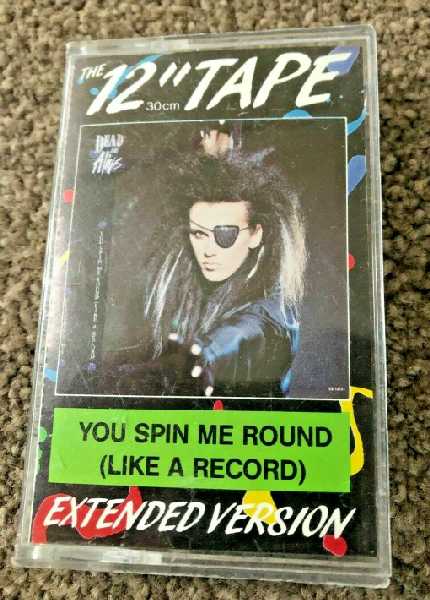 THE 12" TAPE
30cm
DEAD
OR
Alive
YOU SPIN ME ROUND
(LIKE A RECORD)
EXTENDED VERSION